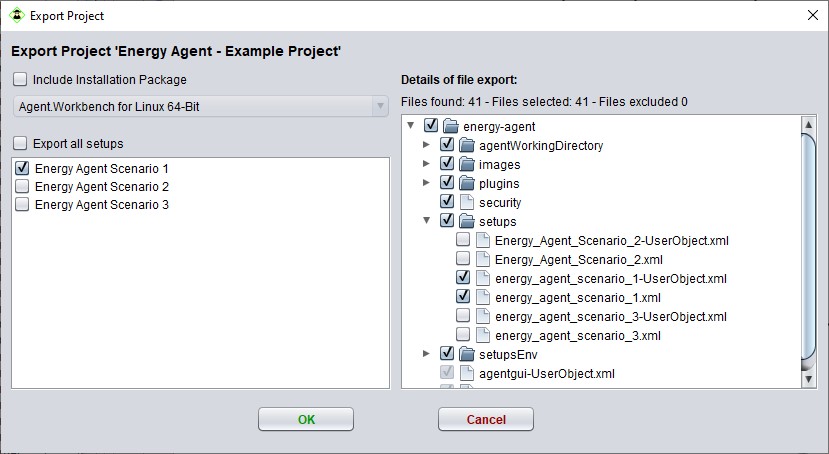 Export Project
Export Project 'Energy Agent - Example Project'
Include Installation Package
Agent.Workbench for Linux 64-Bit
Export all setups
Energy Agent Scenario 1
Energy Agent Scenario 2
Energy Agent Scenario 3
Details of file export:
Files found: 41 - Files selected: 41 - Files excluded 0
energy-agent
agentWorkingDirectory
images
plugins
security
setups
Energy_Agent_Scenario_2-UserObject.xml
Energy_Agent_Scenario_2.xml
energy_agent_scenario_1-UserObject.xml
energy_agent_scenario_1.xml
energy_agent_scenario_3-UserObject.xml
energy_agent_scenario_3.xml
setupsEnv
agentgui-UserObject.xml
OK
Cancel